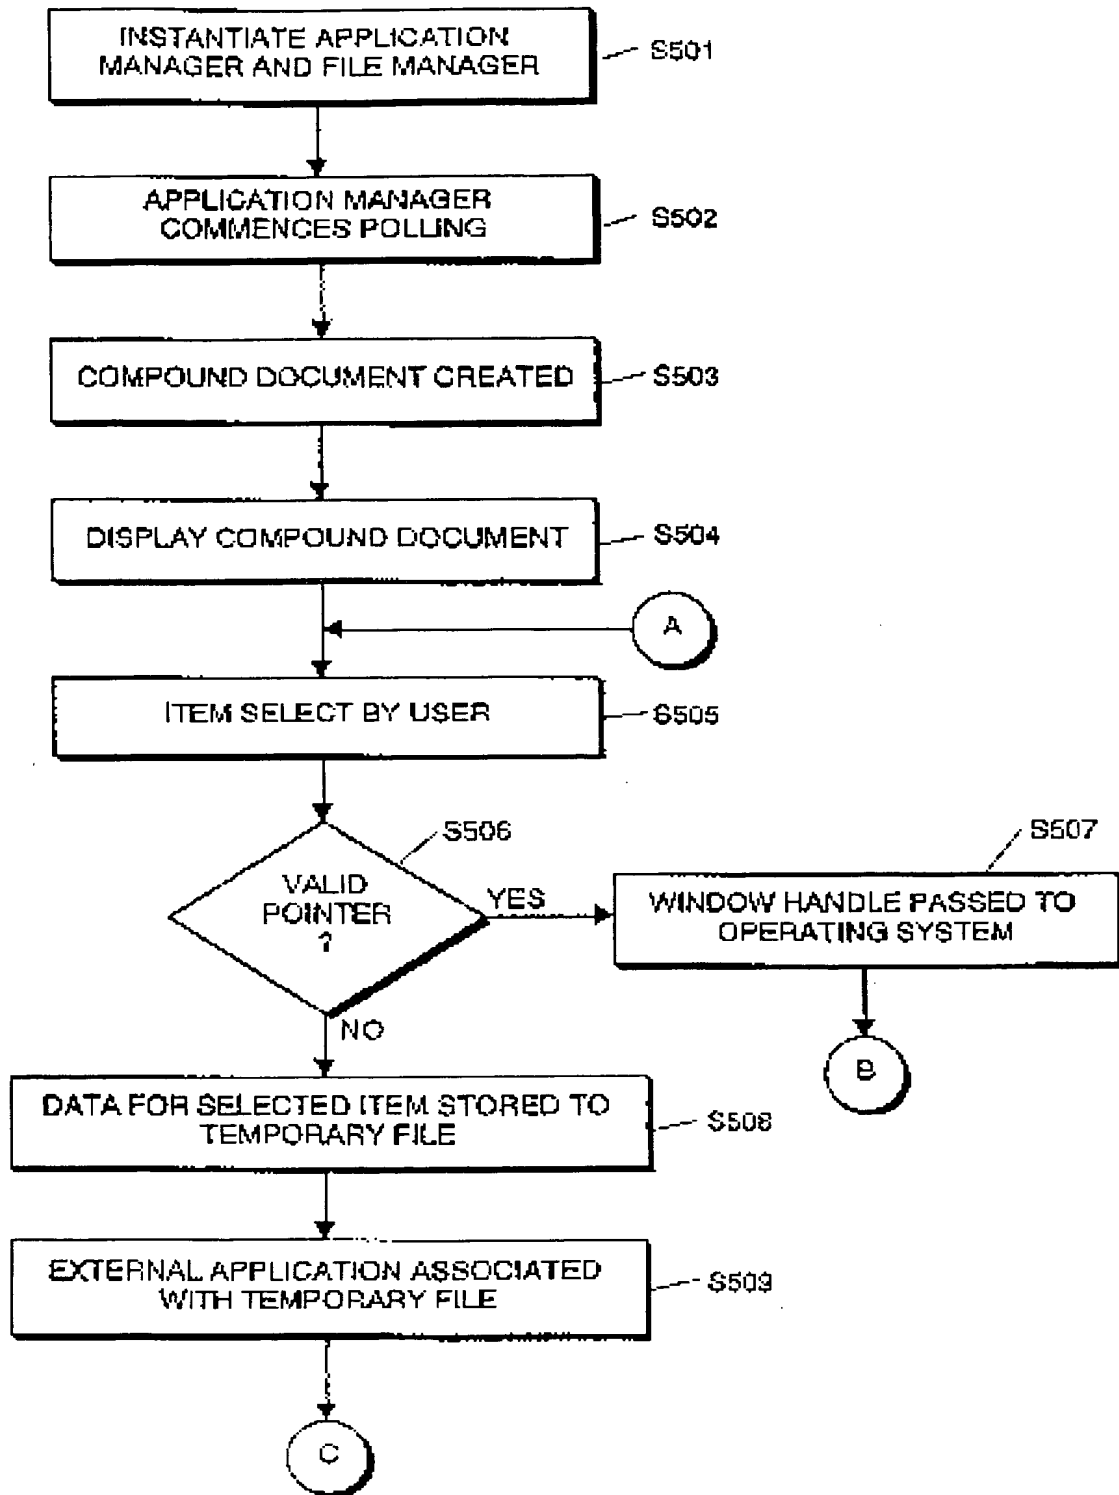 INSTANTIATE APPLICATION
MANAGER AND FILE MANAGER
S501
APPLICATION MANAGER
COMMENCES POLLING
S502
COMPOUND DOCUMENT CREATED
S503
DISPLAY COMPOUND DOCUMENT
S504
A
ITEM SELECT BY USER
S505
S506
VALID
POINTER
?
YES
S507
WINDOW HANDLE PASSED TO
OPERATING SYSTEM
NO
B
DATA FOR SELECTED ITEM STORED TO
TEMPORARY FILE
S508
EXTERNAL APPLICATION ASSOCIATED
WITH TEMPORARY FILE
S509
C